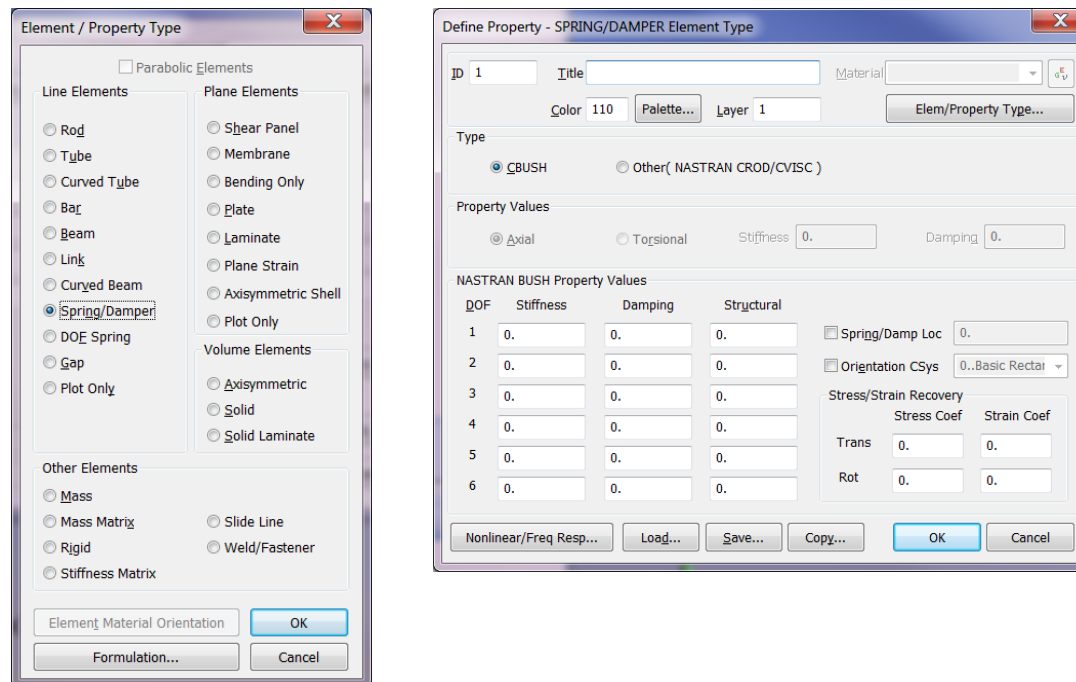 Element / Property Type
Parabolic Elements
Line Elements
Rod
Tube
Curved Tube
Bar
Beam
Link
Curved Beam
Spring/Damper
DOF Spring
Gap
Plot Only
Plane Elements
Shear Panel
Membrane
Bending Only
Plate
Laminate
Plane Strain
Axisymmetric Shell
Plot Only
Volume Elements
Axisymmetric
Solid
Solid Laminate
Other Elements
Mass
Mass Matrix
Slide Line
Rigid
Weld/Fastener
Stiffness Matrix
Element Material Orientation
OK
Formulation...
Cancel
Define Property - SPRING/DAMPER Element Type
ID 1 Title Material
Color 110 Palette... Layer 1 Elem/Property Type...
Type
CBUSH Other( NASTRAN CROD/CVISC )
Property Values
Axial Torsional Stiffness 0. Damping 0.
NASTRAN BUSH Property Values
DOF Stiffness Damping Structural
1 0. 0. 0. Spring/Damp Loc 0.
2 0. 0. 0. Orientation CSys 0..Basic Rectar
3 0. 0. 0. Stress/Strain Recovery
Stress Coef Strain Coef
4 0. 0. 0. Trans 0. 0.
5 0. 0. 0. Rot 0. 0.
6 0. 0. 0.
Nonlinear/Freq Resp... Load... Save... Copy... OK Cancel